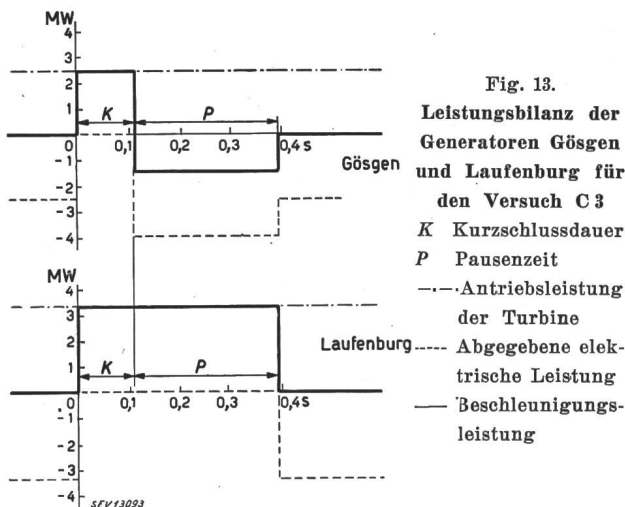 MW
4
3
2
1
K
P
0
0,1
0,2
0,3
0,4 s
-1
-2
-3
-4
Gösgen
MW
4
3
2
1
K
P
0
0,1
0,2
0,3
0,4 s
-1
-2
-3
-4
Laufenburg
SEV13093
Fig. 13.
Leistungsbilanz der
Generatoren Gösgen
und Laufenburg für
den Versuch C 3
K Kurzschlussdauer
P Pausenzeit
—·—·Antriebsleistung
der Turbine
----- Abgegebene elek-
trische Leistung
—— Beschleunigungs-
leistung